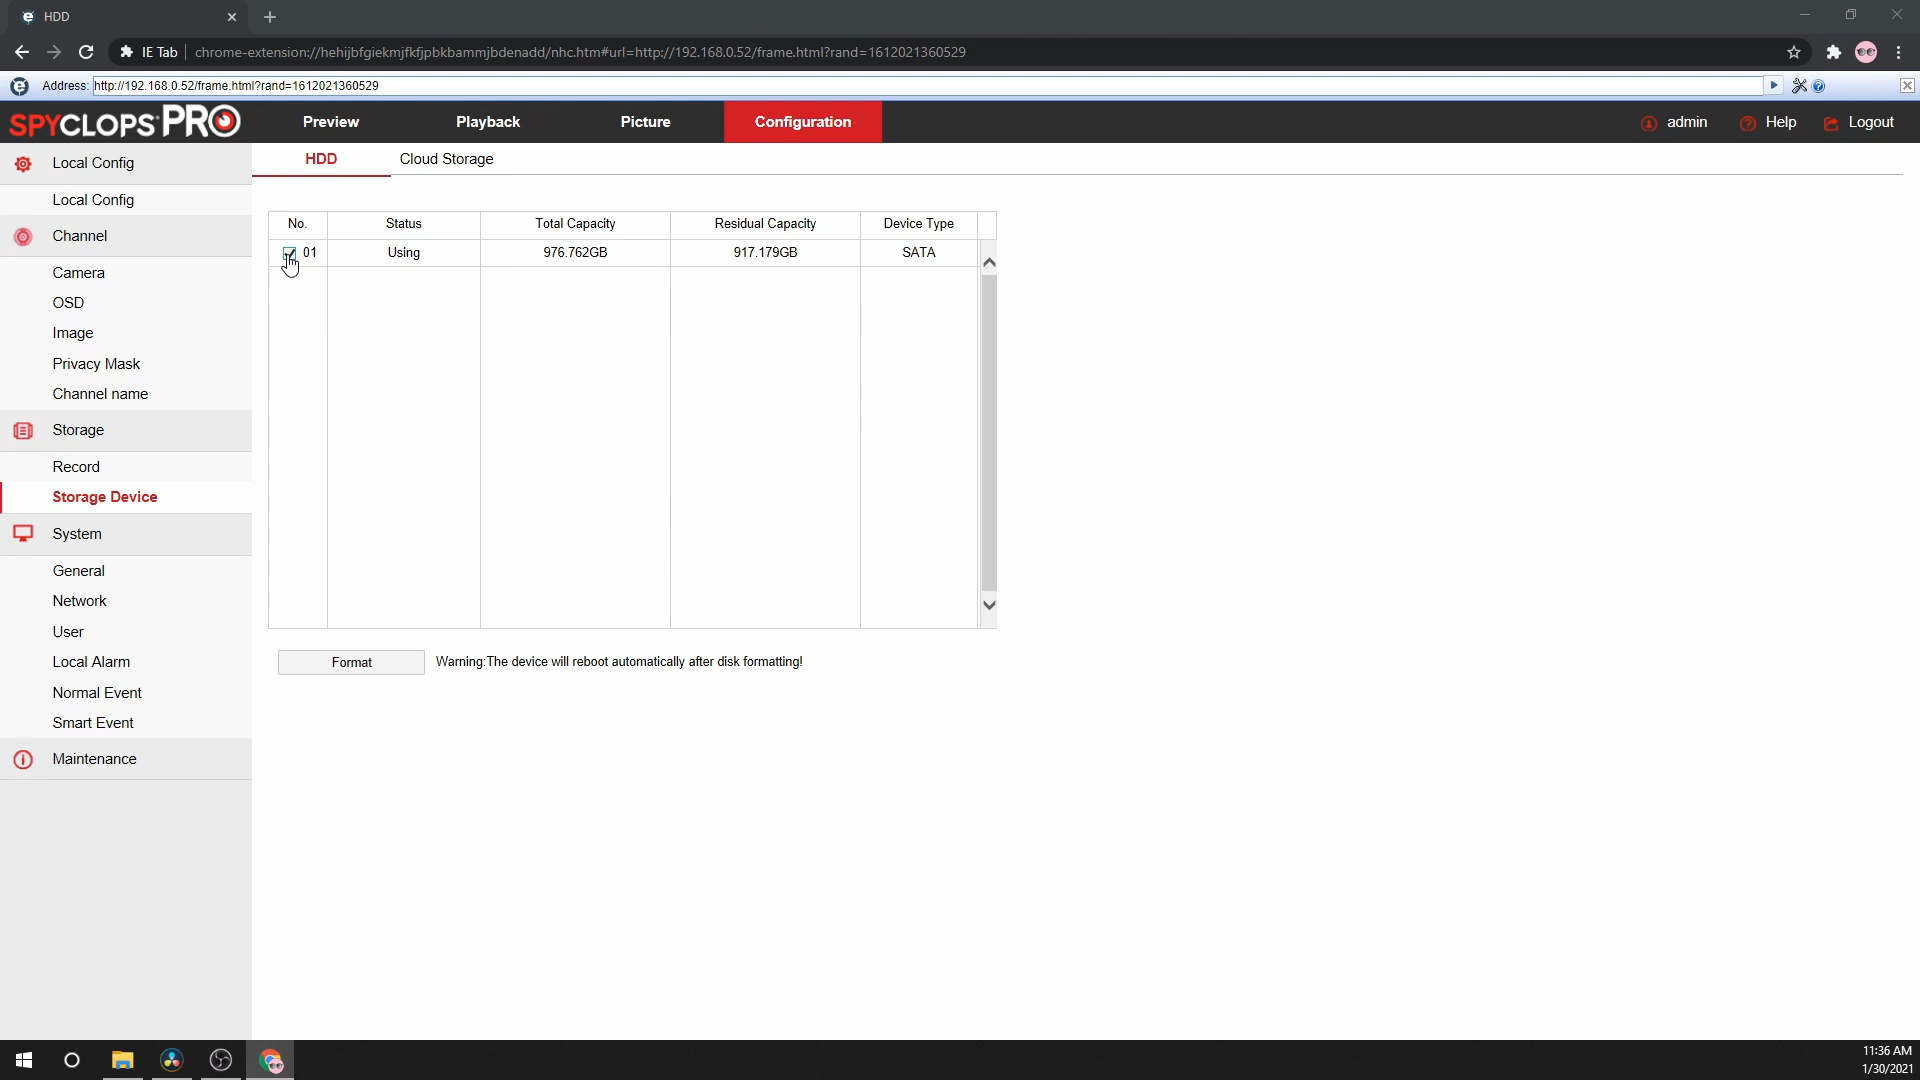 HDD
IE Tab chrome-extension://hehijbfgiekmjfkfjpbkbammjbdenadd/nhc.htm#url=http://192.168.0.52/frame.html?rand=1612021360529
Address: http://192.168.0.52/frame.html?rand=1612021360529
SPYCLOPS PRO Preview Playback Picture Configuration admin Help Logout
Local Config
Local Config
Channel
Camera
OSD
Image
Privacy Mask
Channel name
Storage
Record
Storage Device
System
General
Network
User
Local Alarm
Normal Event
Smart Event
Maintenance
HDD Cloud Storage
No. Status Total Capacity Residual Capacity Device Type
01 Using 976.762GB 917.179GB SATA
Format Warning:The device will reboot automatically after disk formatting!
11:36 AM
1/30/2021